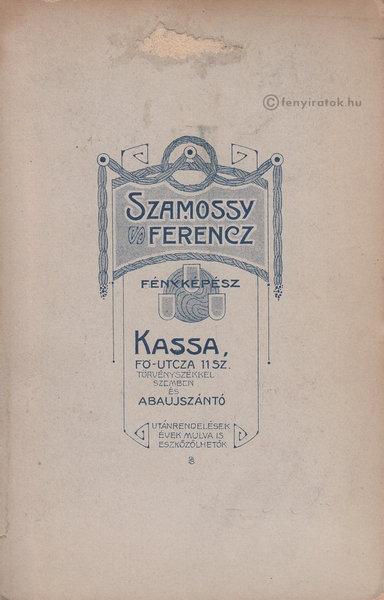 © fenyiratok.hu
SZAMOSSY
FERENCZ
FÉNYKÉPÉSZ
KASSA,
FŐ-UTCZA 11 SZ.
TÖRVÉNYSZÉKKEL
SZEMBEN
ÉS
ABAUJSZÁNTÓ
UTÁNRENDELÉSEK
ÉVEK MULVA IS
ESZKÖZÖLHETŐK